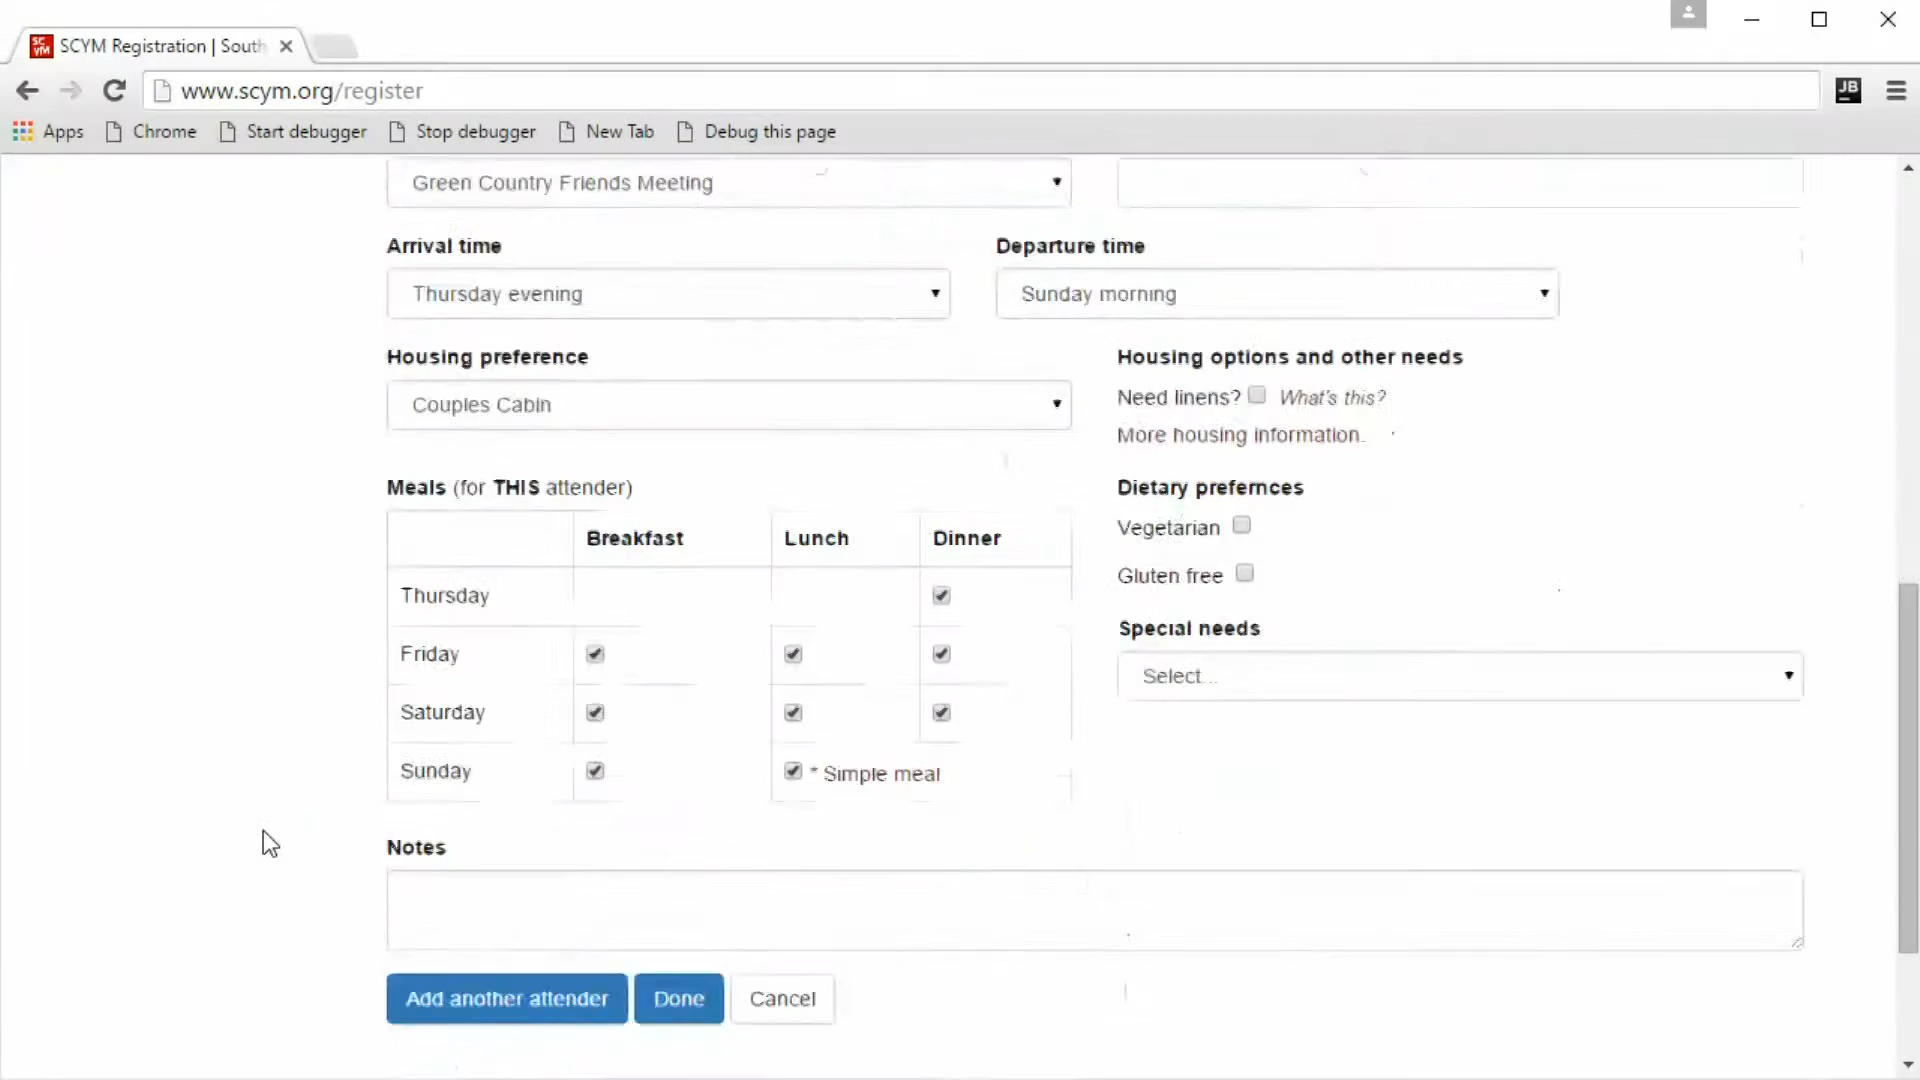 SCYM Registration | South
www.scym.org/register
JB
Apps Chrome Start debugger Stop debugger New Tab Debug this page
Green Country Friends Meeting
Arrival time Departure time
Thursday evening Sunday morning
Housing preference Housing options and other needs
Couples Cabin Need linens? What's this?
More housing information.
Meals (for THIS attender) Dietary prefernces
Breakfast Lunch Dinner Vegetarian
Gluten free
Thursday
Friday
Special needs
Select...
Saturday
Sunday * Simple meal
Notes
Add another attender Done Cancel